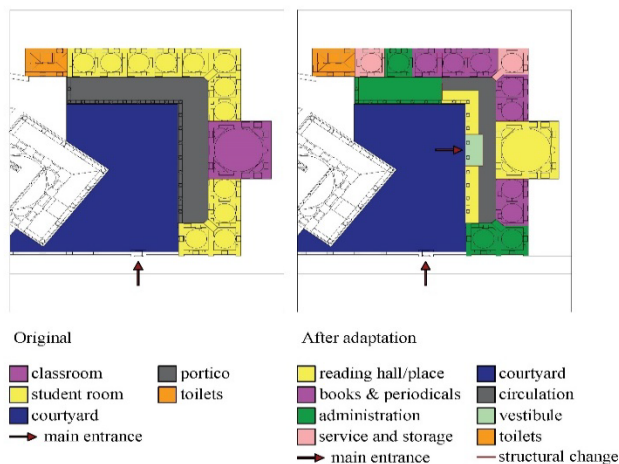 Original
classroom
portico
student room
toilets
courtyard
main entrance
After adaptation
reading hall/place
courtyard
books & periodicals
circulation
administration
vestibule
service and storage
toilets
main entrance
structural change